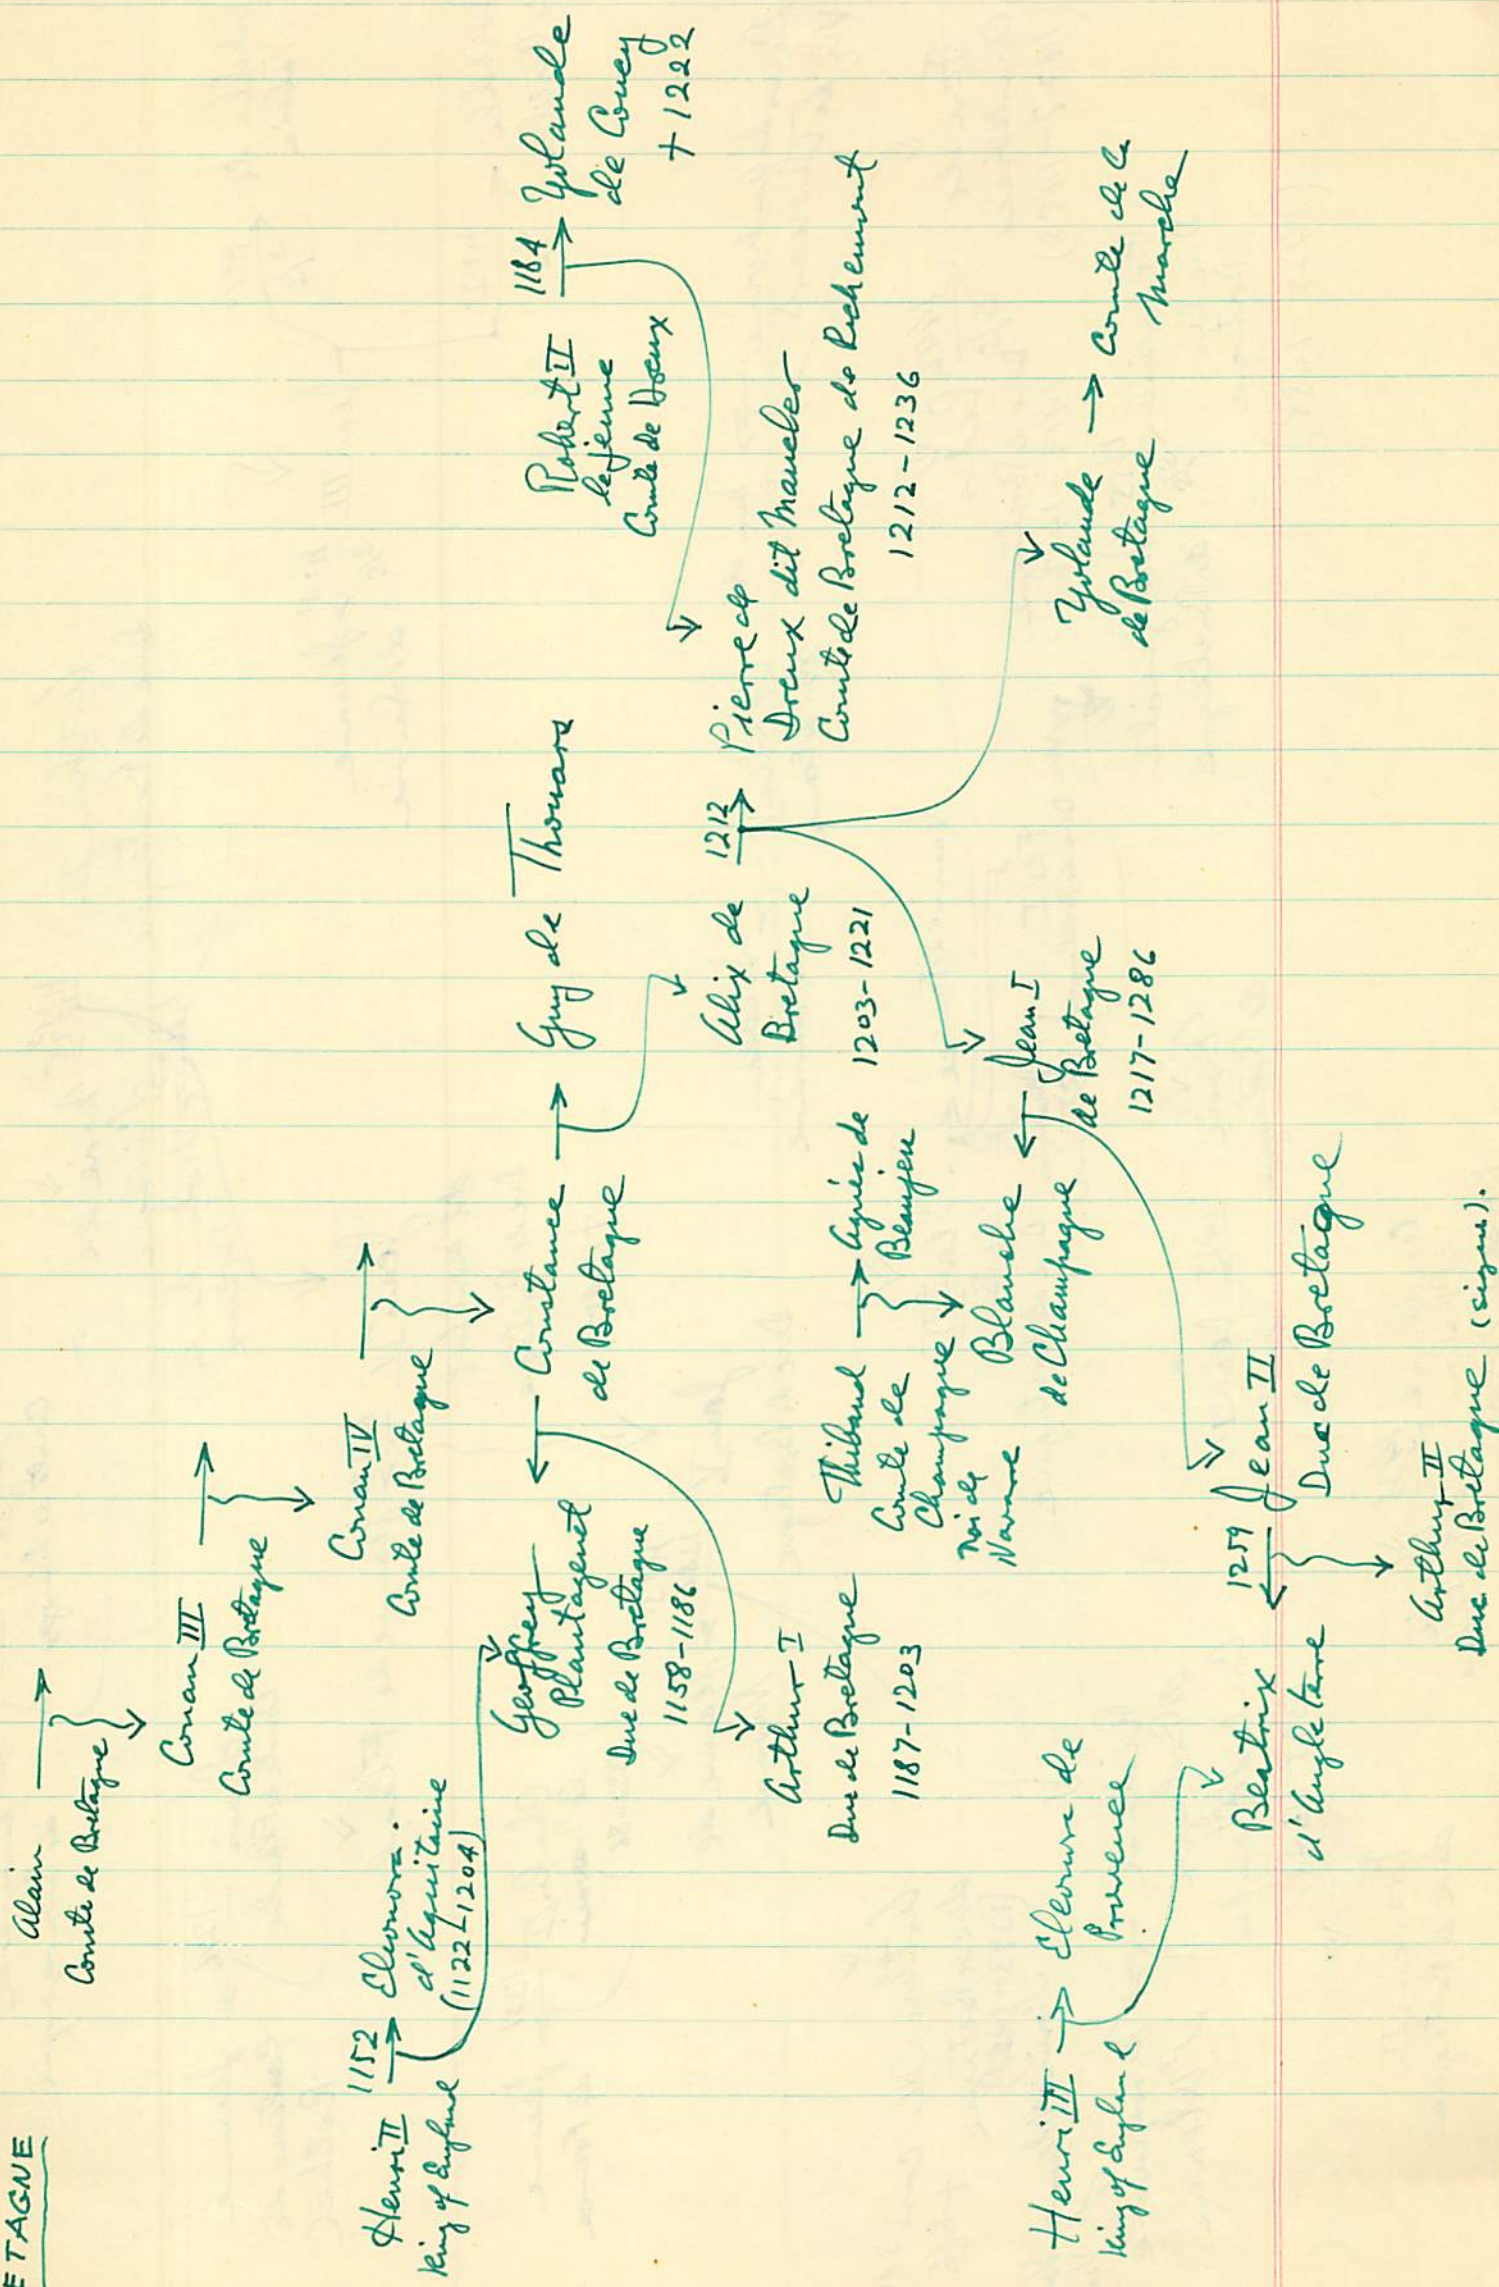 ETAGNE
Alain
Comte de Bretagne
Conan III
Comte de Bretagne
Conan IV
Comte de Bretagne
Henri II
King of England
1152
Eleonora
d'Aquitaine
(1122-1204)
Geoffrey
Plantagenet
Duc de Bretagne
1158-1186
Constance
de Bretagne
Guy de Thouars
Robert II
le jeune
Comte de Dreux
1184
Yolande
de Coucy
+ 1222
Arthur I
Duc de Bretagne
1187-1203
Alix de
Bretagne
1203-1221
1212
Pierre de
Dreux dit Maucler
Comte de Bretagne de Richemont
1212-1236
Thibaud
Comte de
Champagne
roi de
Navarre
Agnès de
Beaujeu
Blanche
de Champagne
Jean I
de Bretagne
1217-1286
Yolande
de Bretagne
Comte de la
Marche
Henri III
King of England
Eleonore de
Provence
Beatrix
d'Angleterre
1259
Jean II
Duc de Bretagne
Arthur II
Duc de Bretagne (signs).